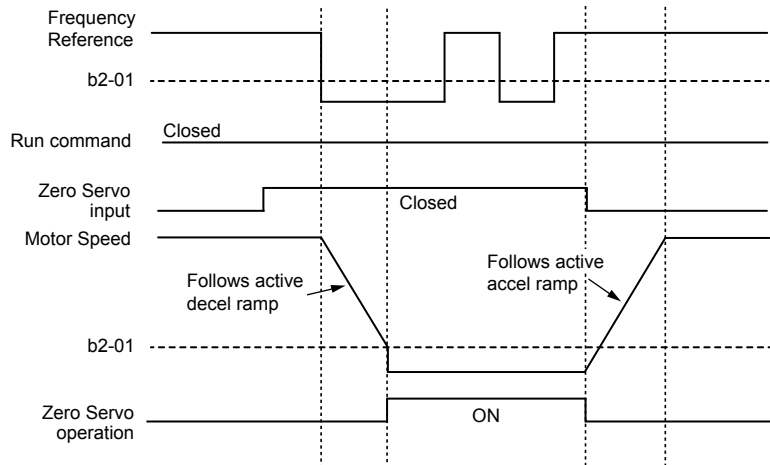 Frequency
Reference
b2-01
Run command
Closed
Zero Servo
input
Closed
Motor Speed
Follows active
decel ramp
Follows active
accel ramp
b2-01
Zero Servo
operation
ON